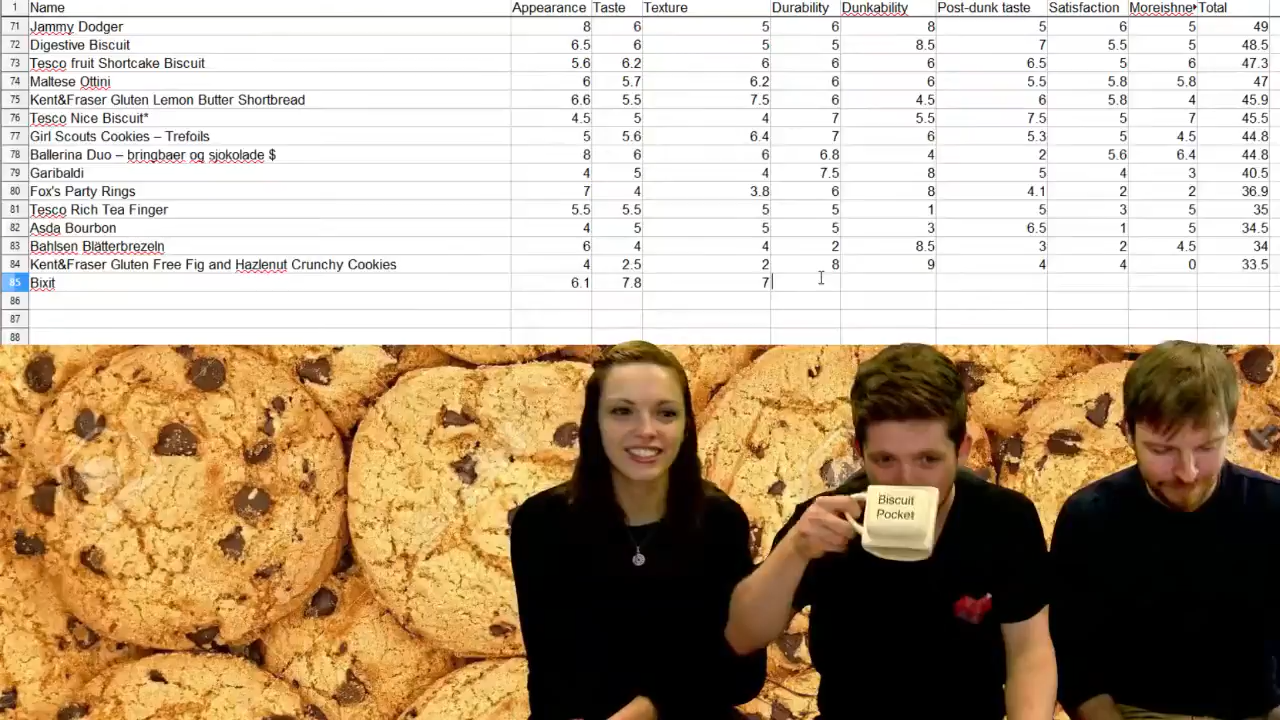 1 Name Appearance Taste Texture Durability Dunkability Post-dunk taste Satisfaction Moreishne Total
71 Jammy Dodger 8 6 5 6 8 5 6 5 49
72 Digestive Biscuit 6.5 6 5 5 8.5 7 5.5 5 48.5
73 Tesco fruit Shortcake Biscuit 5.6 6.2 6 6 6 6.5 5 6 47.3
74 Maltese Ottini 6 5.7 6.2 6 6 5.5 5.8 5.8 47
75 Kent&Fraser Gluten Lemon Butter Shortbread 6.6 5.5 7.5 6 4.5 6 5.8 4 45.9
76 Tesco Nice Biscuit* 4.5 5 4 7 5.5 7.5 5 7 45.5
77 Girl Scouts Cookies – Trefoils 5 5.6 6.4 7 6 5.3 5 4.5 44.8
78 Ballerina Duo – bringbaer og sjokolade $ 8 6 6 6.8 4 2 5.6 6.4 44.8
79 Garibaldi 4 5 4 7.5 8 5 4 3 40.5
80 Fox's Party Rings 7 4 3.8 6 8 4.1 2 2 36.9
81 Tesco Rich Tea Finger 5.5 5.5 5 5 1 5 3 5 35
82 Asda Bourbon 4 5 5 5 3 6.5 1 5 34.5
83 Bahlsen Blätterbrezeln 6 4 4 2 8.5 3 2 4.5 34
84 Kent&Fraser Gluten Free Fig and Hazlenut Crunchy Cookies 4 2.5 2 8 9 4 4 0 33.5
85 Bixit 6.1 7.8 7
86
87
88
Biscuit
Pocket